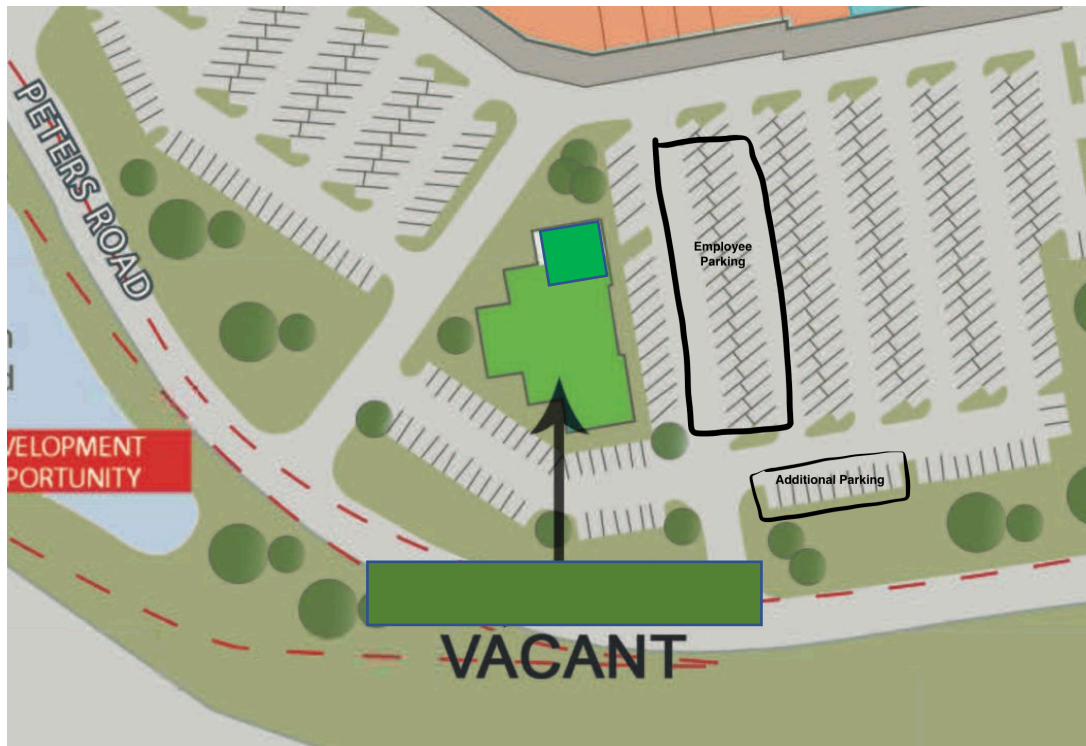 PETERS ROAD
Employee
Parking
VELOPMENT
PORTUNITY
Additional Parking
VACANT